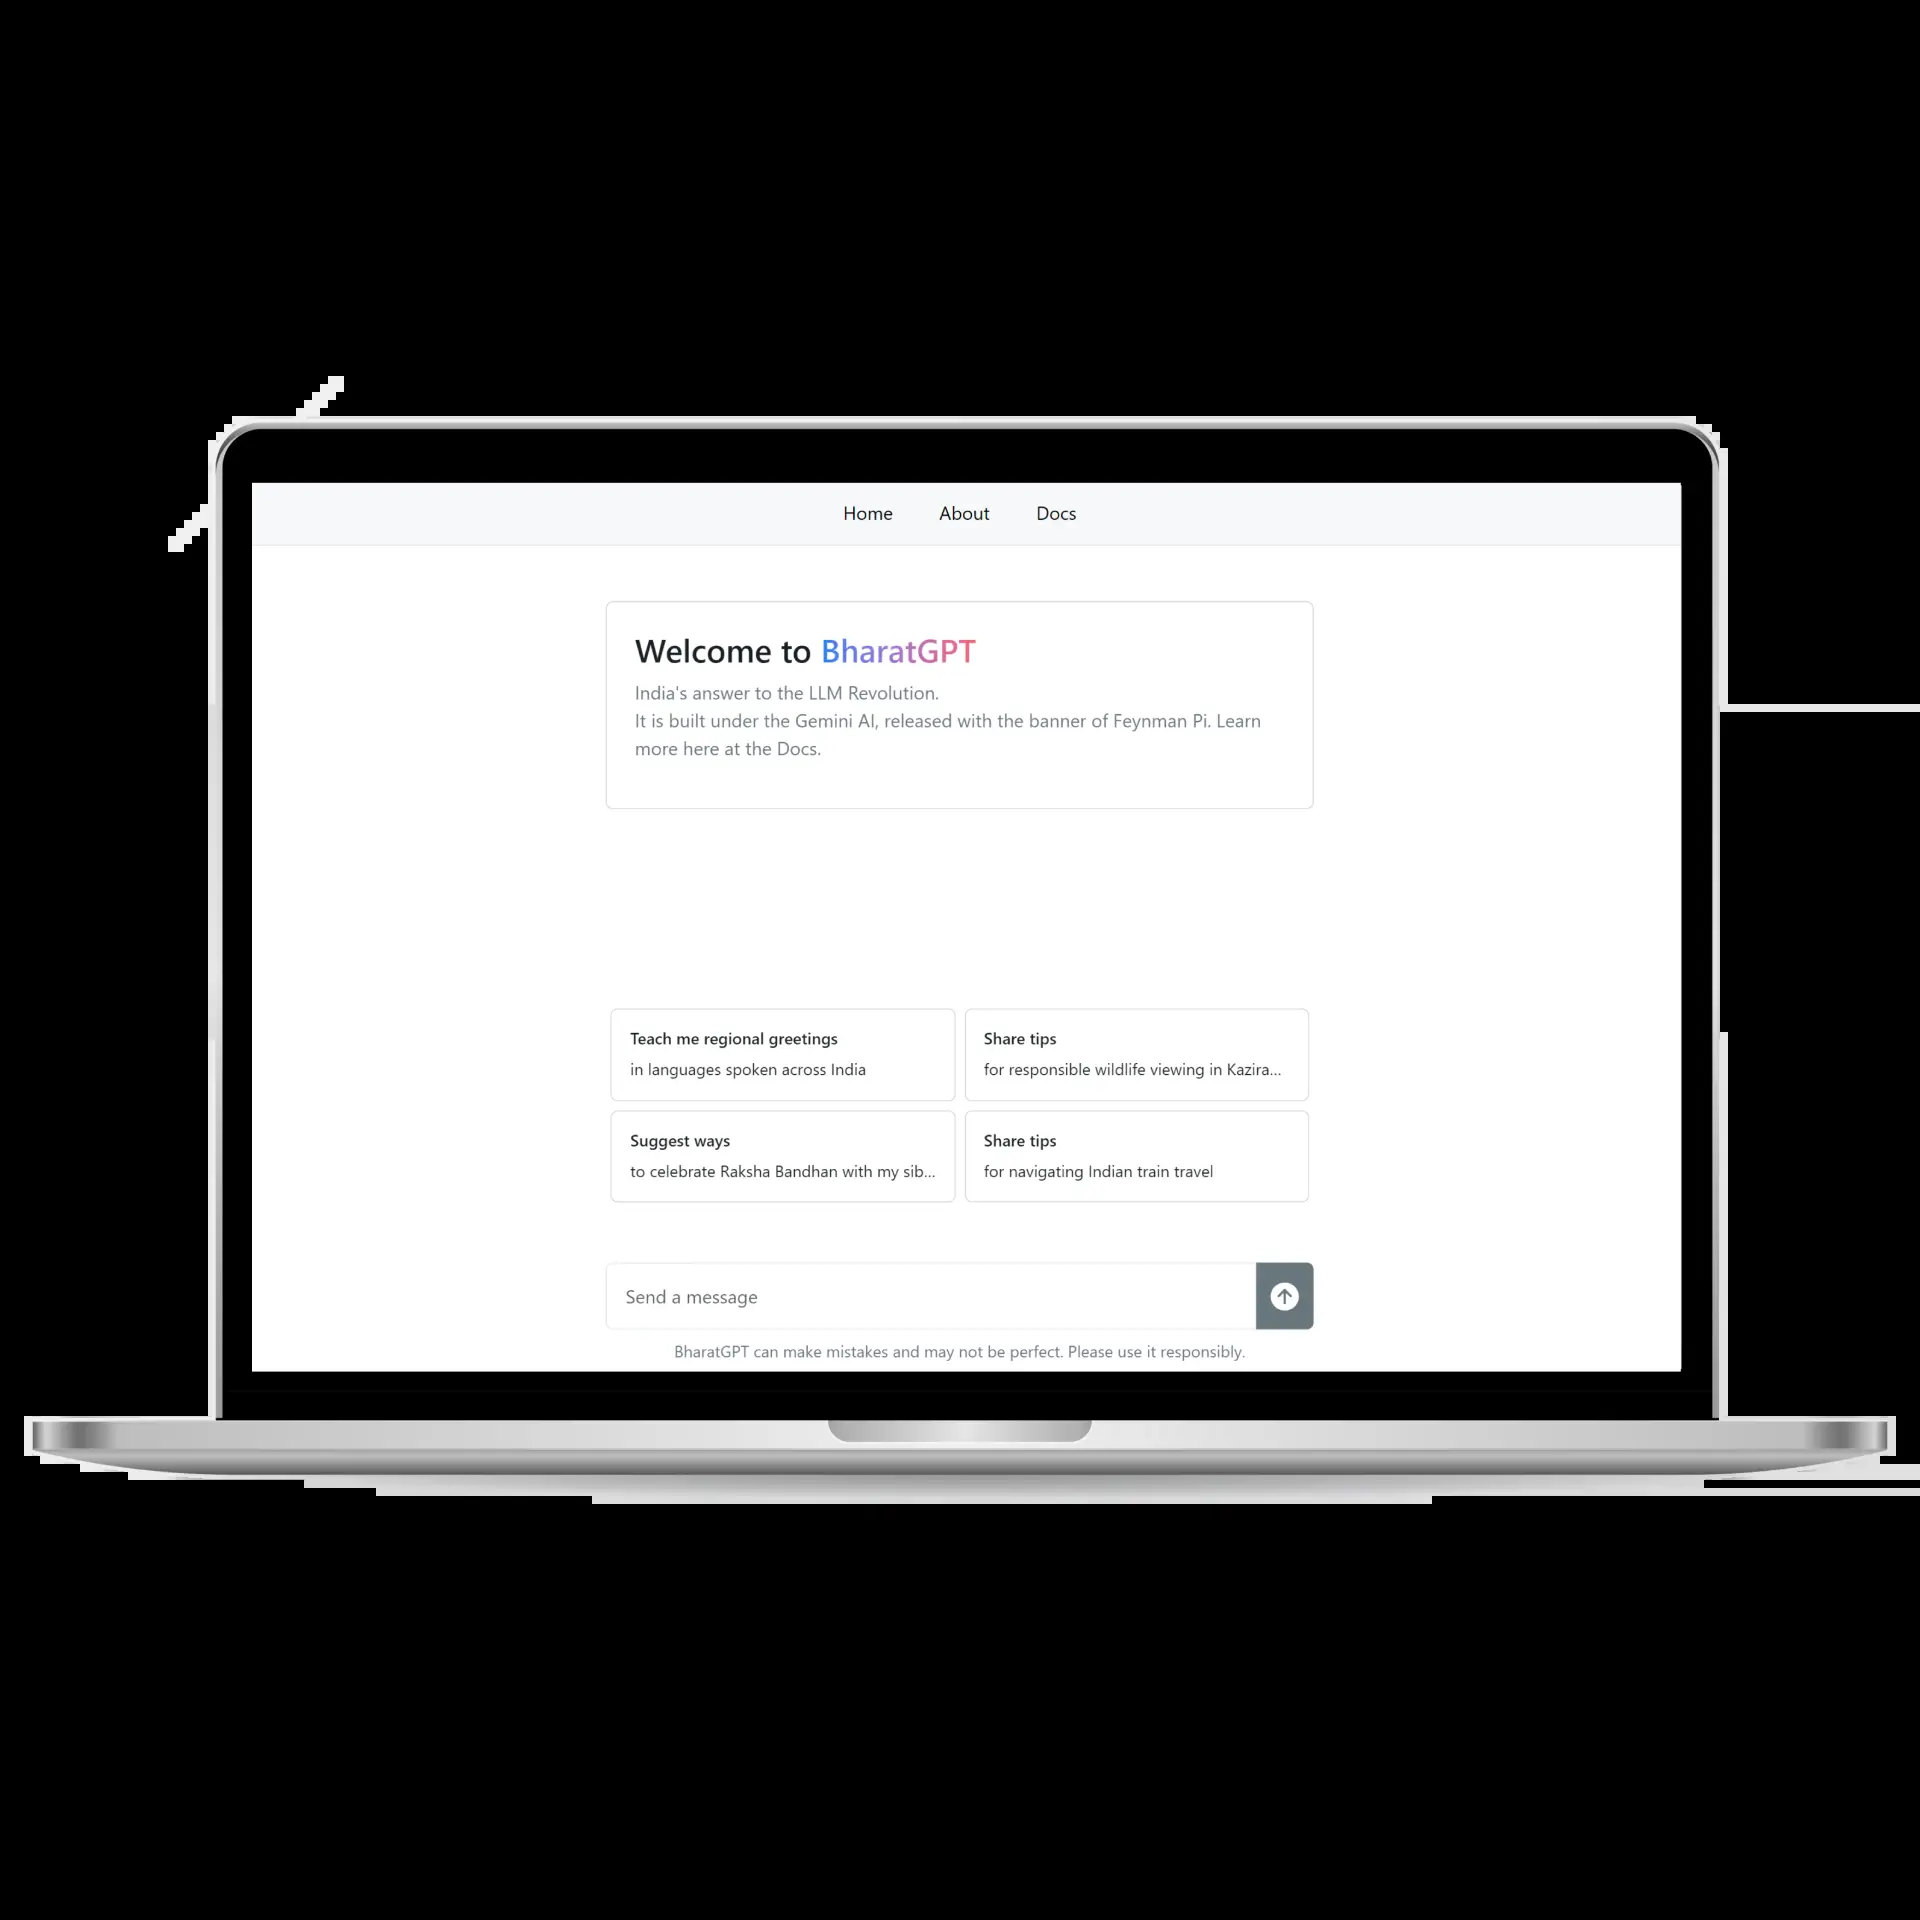 Home About Docs
Welcome to BharatGPT
India's answer to the LLM Revolution.
It is built under the Gemini AI, released with the banner of Feynman Pi. Learn
more here at the Docs.
Teach me regional greetings
in languages spoken across India
Share tips
for responsible wildlife viewing in Kazira...
Suggest ways
to celebrate Raksha Bandhan with my sib...
Share tips
for navigating Indian train travel
Send a message
BharatGPT can make mistakes and may not be perfect. Please use it responsibly.